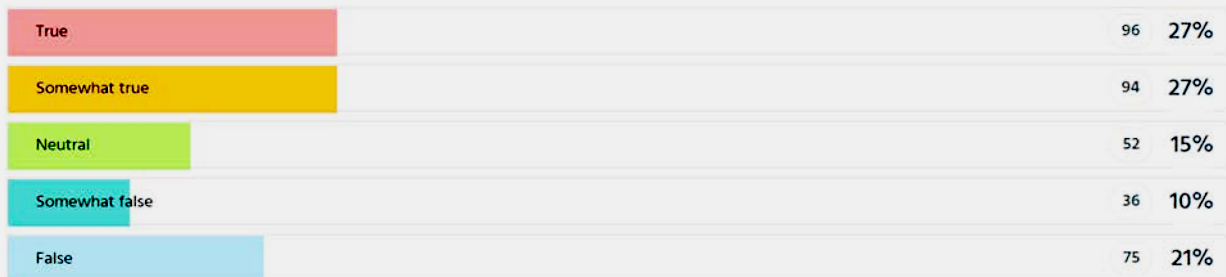 True 96 27%
Somewhat true 94 27%
Neutral 52 15%
Somewhat false 36 10%
False 75 21%